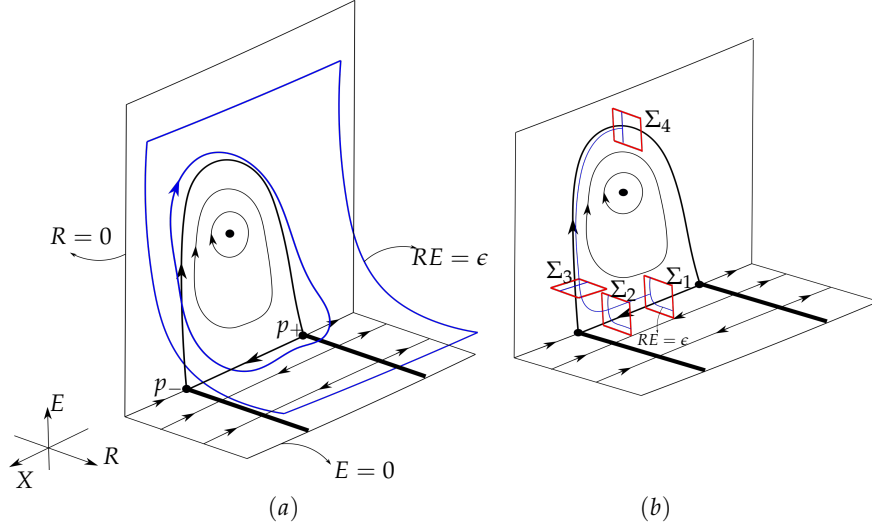 Σ₄
R = 0
RE = ϵ
Σ₃
Σ₂
Σ₁
p₊
RE = ϵ
p₋
E
R
X
E = 0
(a)
(b)